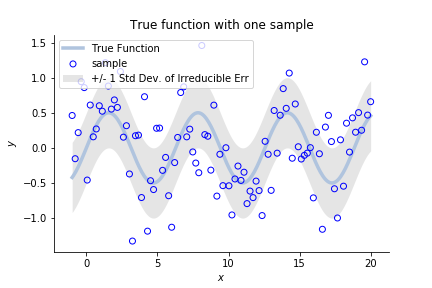 True function with one sample
1.5
1.0
0.5
0.0
−0.5
−1.0
y
True Function
sample
+/- 1 Std Dev. of Irreducible Err
0
5
10
15
20
x